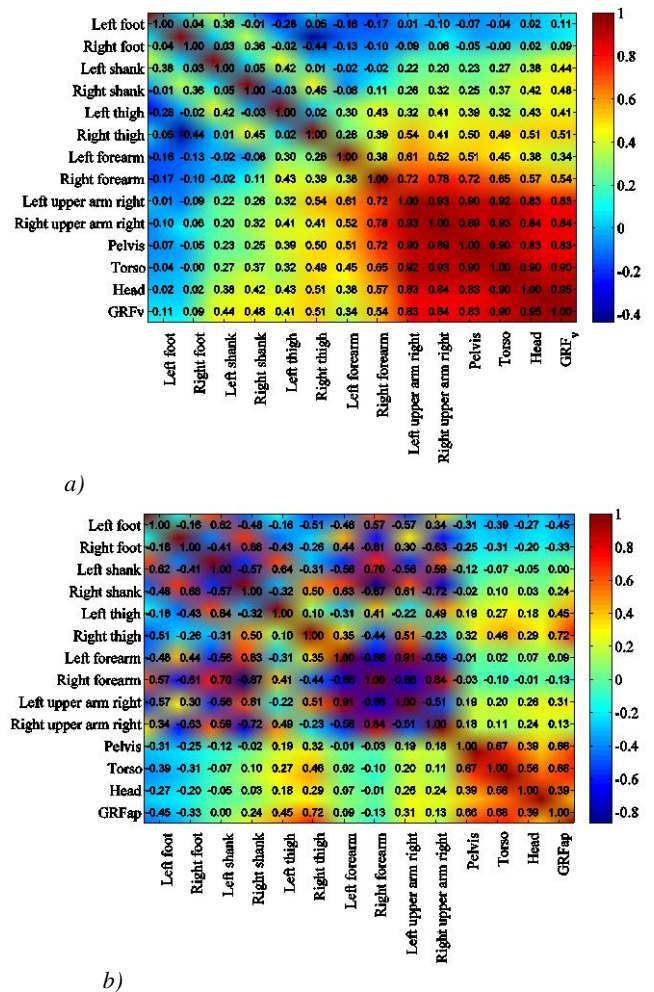 Left foot 1.00 0.04 0.38 -0.01 -0.28 0.05 -0.16 -0.17 0.01 -0.10 -0.07 -0.04 0.02 0.11
Right foot 0.04 1.00 0.03 0.36 -0.02 -0.44 -0.13 -0.10 -0.09 0.06 -0.05 -0.00 0.02 0.09
Left shank 0.38 0.03 1.00 0.05 0.42 0.01 -0.02 -0.02 0.22 0.20 0.23 0.27 0.38 0.44
Right shank -0.01 0.36 0.05 1.00 -0.03 0.45 -0.08 0.11 0.26 0.32 0.25 0.37 0.42 0.48
Left thigh -0.28 -0.02 0.42 -0.03 1.00 0.02 0.30 0.43 0.32 0.41 0.39 0.32 0.43 0.41
Right thigh -0.05 -0.44 0.01 0.45 0.02 1.00 0.26 0.39 0.54 0.41 0.50 0.49 0.51 0.51
Left forearm -0.16 -0.13 -0.02 -0.08 0.30 0.26 1.00 0.38 0.61 0.52 0.51 0.45 0.38 0.34
Right forearm -0.17 -0.10 -0.02 0.11 0.43 0.39 0.38 1.00 0.72 0.78 0.72 0.65 0.57 0.54
Left upper arm right -0.01 -0.09 0.22 0.26 0.32 0.54 0.61 0.72 1.00 0.93 0.90 0.92 0.83 0.83
Right upper arm right -0.10 0.06 0.20 0.32 0.41 0.41 0.52 0.78 0.93 1.00 0.89 0.93 0.84 0.84
Pelvis -0.07 -0.05 0.23 0.25 0.39 0.50 0.51 0.72 0.90 0.89 1.00 0.90 0.83 0.83
Torso -0.04 -0.00 0.27 0.37 0.32 0.49 0.45 0.65 0.92 0.93 0.90 1.00 0.90 0.90
Head 0.02 0.02 0.38 0.42 0.43 0.51 0.38 0.57 0.83 0.84 0.83 0.90 1.00 0.95
GRFv 0.11 0.09 0.44 0.48 0.41 0.51 0.34 0.54 0.83 0.84 0.83 0.90 0.95 1.00
Left foot
Right foot
Left shank
Right shank
Left thigh
Right thigh
Left forearm
Right forearm
Left upper arm right
Right upper arm right
Pelvis
Torso
Head
GRFv
1
0.8
0.6
0.4
0.2
0
-0.2
-0.4
a)
Left foot 1.00 -0.16 0.62 -0.48 -0.16 -0.51 -0.46 0.57 -0.57 0.34 -0.31 -0.39 -0.27 -0.45
Right foot -0.16 1.00 -0.41 0.68 -0.43 -0.26 0.44 -0.61 0.30 -0.63 -0.25 -0.31 -0.20 -0.33
Left shank 0.62 -0.41 1.00 -0.57 0.64 -0.31 -0.56 0.70 -0.56 0.59 -0.12 -0.07 -0.05 0.00
Right shank -0.48 0.68 -0.57 1.00 -0.32 0.50 0.63 -0.87 0.61 -0.72 -0.02 0.10 0.03 0.24
Left thigh -0.16 -0.43 0.64 -0.32 1.00 0.10 -0.31 0.41 -0.22 0.49 0.19 0.27 0.18 0.45
Right thigh -0.51 -0.26 -0.31 0.50 0.10 1.00 0.35 -0.44 0.51 -0.23 0.32 0.46 0.29 0.72
Left forearm -0.48 0.44 -0.56 0.63 -0.31 0.35 1.00 -0.86 0.91 -0.56 -0.01 0.02 0.07 0.09
Right forearm 0.57 -0.61 0.70 -0.87 0.41 -0.44 -0.86 1.00 -0.86 0.84 -0.03 -0.10 -0.01 -0.13
Left upper arm right -0.57 0.30 -0.56 0.61 -0.22 0.51 0.91 -0.86 1.00 -0.51 0.19 0.20 0.26 0.31
Right upper arm right 0.34 -0.63 0.59 -0.72 0.49 -0.23 -0.56 0.84 -0.51 1.00 0.18 0.11 0.24 0.13
Pelvis -0.31 -0.25 -0.12 -0.02 0.19 0.32 -0.01 -0.03 0.19 0.18 1.00 0.67 0.39 0.66
Torso -0.39 -0.31 -0.07 0.10 0.27 0.46 0.02 -0.10 0.20 0.11 0.67 1.00 0.56 0.68
Head -0.27 -0.20 -0.05 0.03 0.18 0.29 0.07 -0.01 0.26 0.24 0.39 0.56 1.00 0.39
GRFap -0.45 -0.33 0.00 0.24 0.45 0.72 0.09 -0.13 0.31 0.13 0.66 0.68 0.39 1.00
Left foot
Right foot
Left shank
Right shank
Left thigh
Right thigh
Left forearm
Right forearm
Left upper arm right
Right upper arm right
Pelvis
Torso
Head
GRFap
1
0.8
0.6
0.4
0.2
0
-0.2
-0.4
-0.6
-0.8
b)